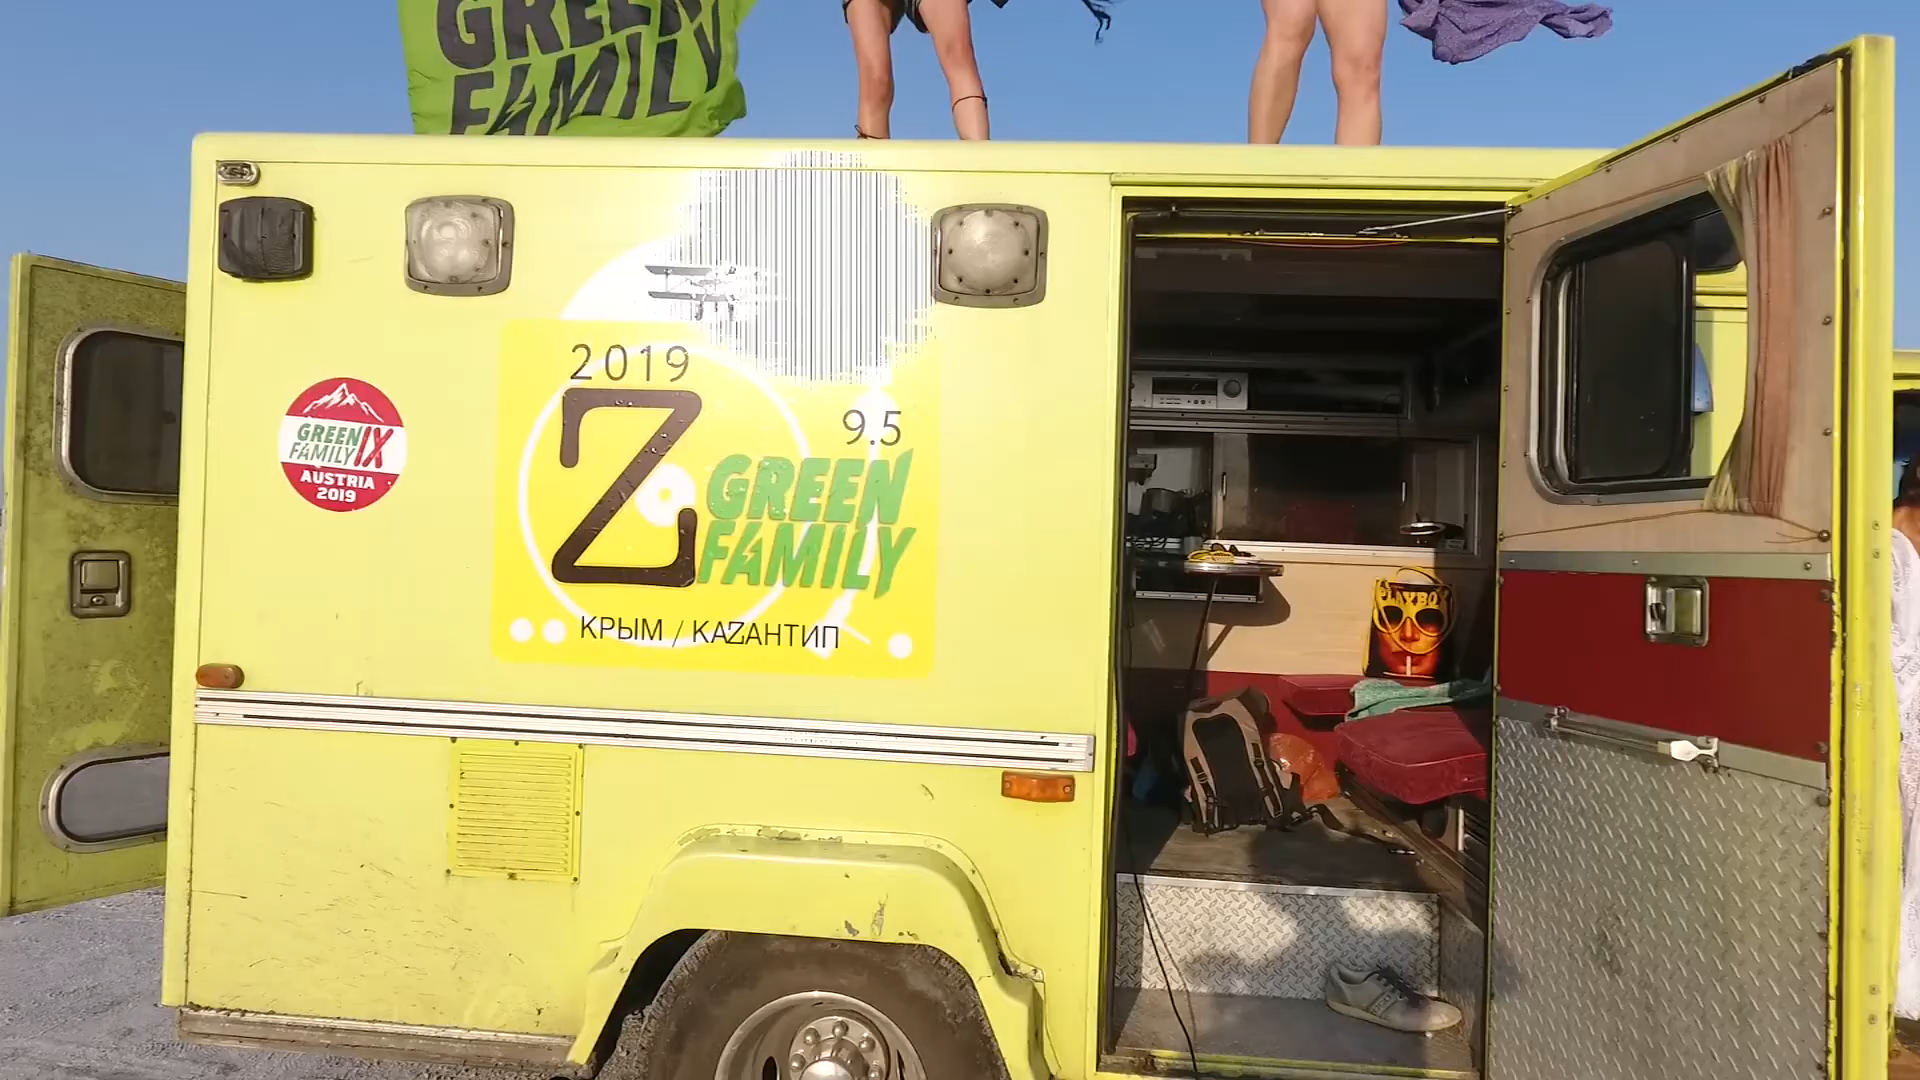 GREEN
FAMILY
2019
Z
9.5
GREEN
FAMILY
КРЫМ / КАZАНТИП
GREEN IX
FAMILY
AUSTRIA
2019
PLAYBOY